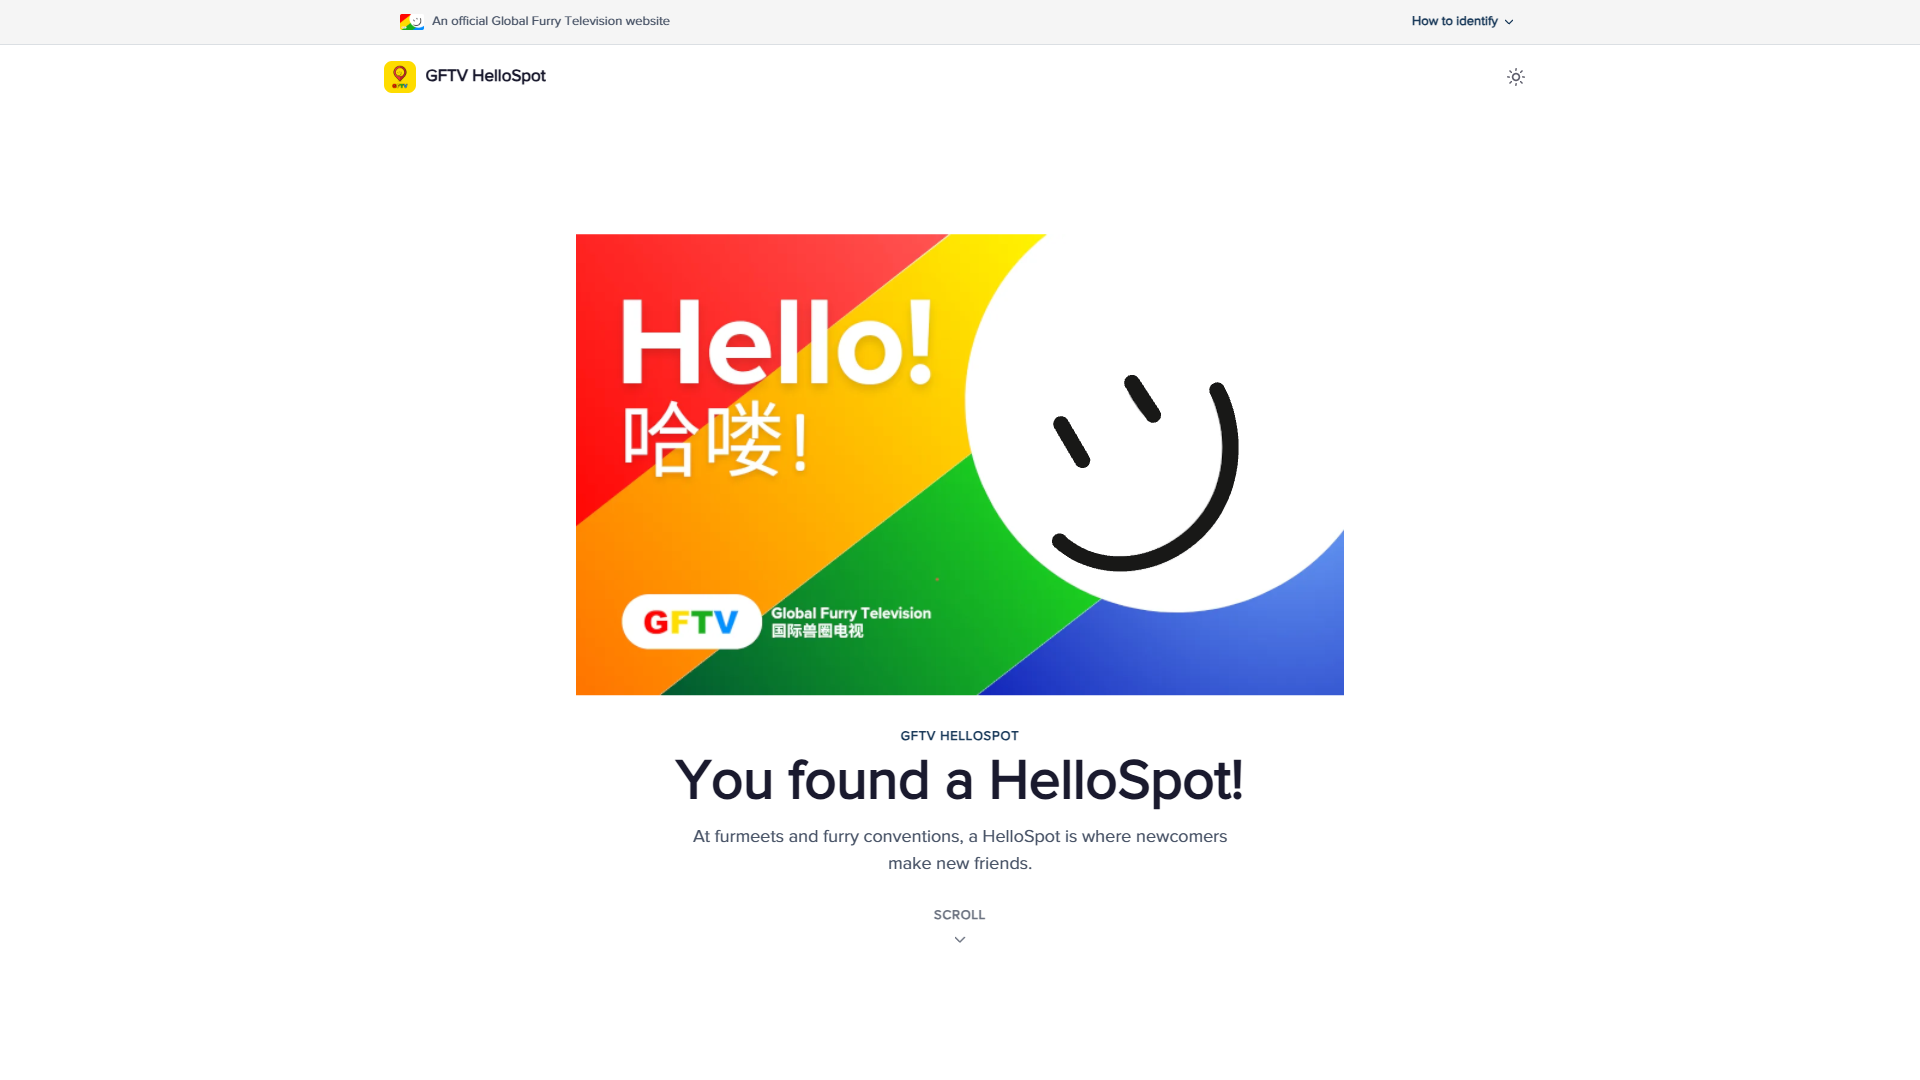 An official Global Furry Television website
How to identify
GFTV
GFTV HelloSpot
Hello!
哈喽!
GFTV
Global Furry Television
国际兽圈电视
GFTV HELLOSPOT
You found a HelloSpot!
At furmeets and furry conventions, a HelloSpot is where newcomers
make new friends.
SCROLL